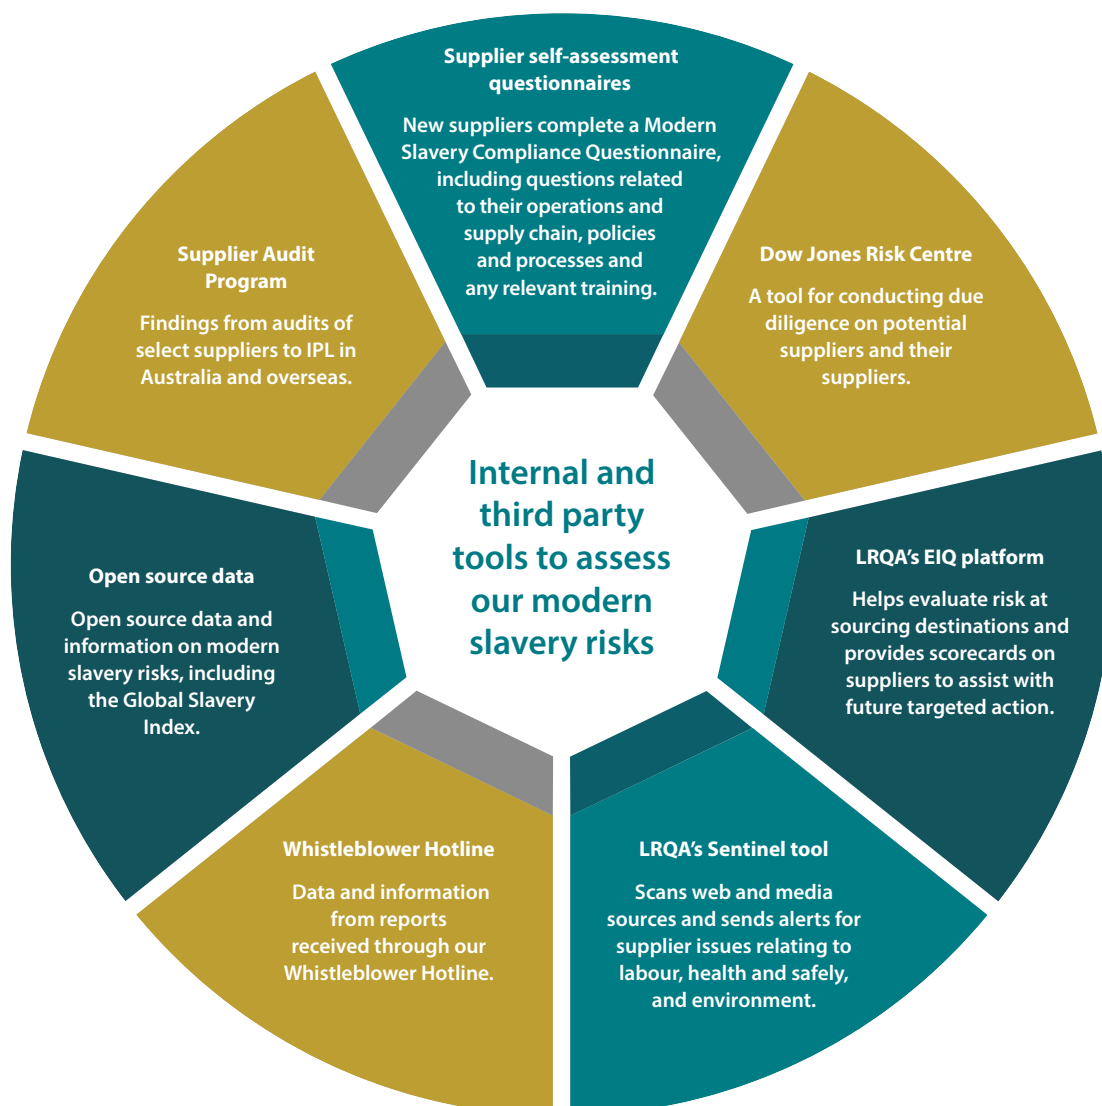 Supplier self-assessment
questionnaires
New suppliers complete a Modern
Slavery Compliance Questionnaire,
including questions related
to their operations and
supply chain, policies
and processes and
any relevant training.
Dow Jones Risk Centre
A tool for conducting due
diligence on potential
suppliers and their
suppliers.
LRQA's EIQ platform
Helps evaluate risk at
sourcing destinations and
provides scorecards on
suppliers to assist with
future targeted action.
LRQA's Sentinel tool
Scans web and media
sources and sends alerts for
supplier issues relating to
labour, health and safely,
and environment.
Whistleblower Hotline
Data and information
from reports
received through our
Whistleblower Hotline.
Open source data
Open source data and
information on modern
slavery risks, including
the Global Slavery
Index.
Supplier Audit
Program
Findings from audits of
select suppliers to IPL in
Australia and overseas.
Internal and
third party
tools to assess
our modern
slavery risks